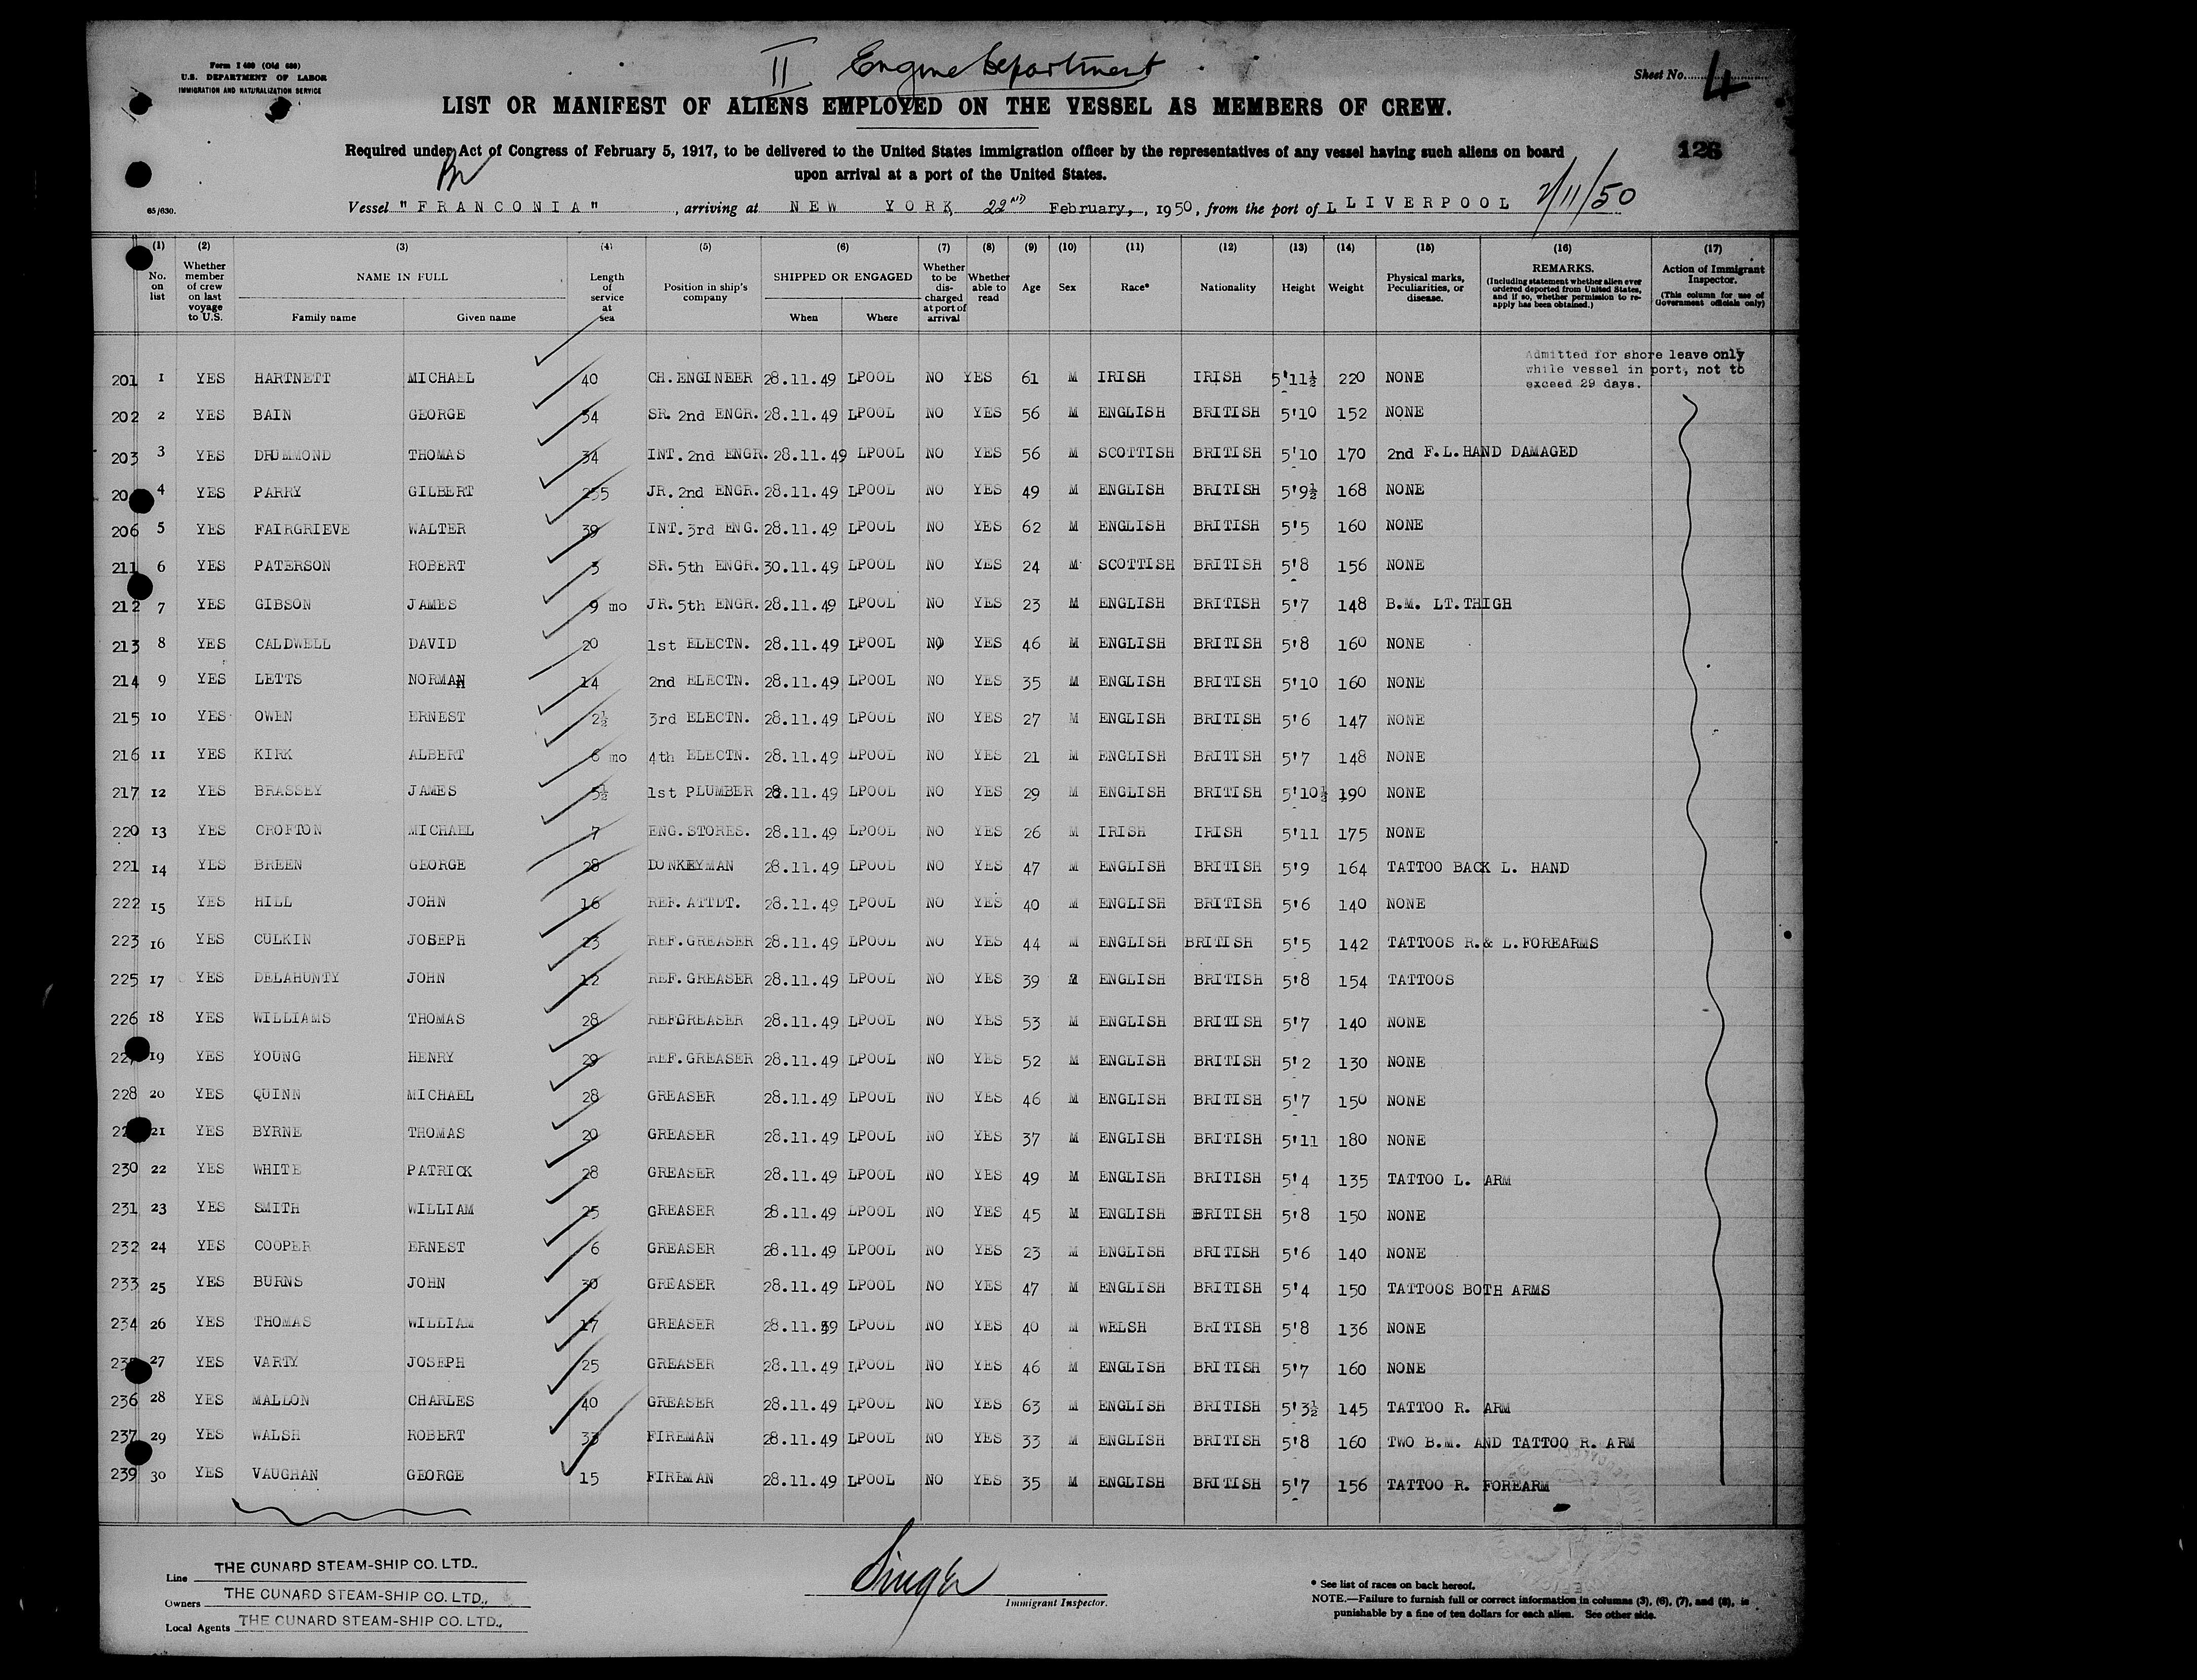 Form I 489 (Old 686)
U.S. DEPARTMENT OF LABOR
IMMIGRATION AND NATURALIZATION SERVICE
II Engine Department
Sheet No. 4
LIST OR MANIFEST OF ALIENS EMPLOYED ON THE VESSEL AS MEMBERS OF CREW.
126
Required under Act of Congress of February 5, 1917, to be delivered to the United States immigration officer by the representatives of any vessel having such aliens on board
upon arrival at a port of the United States.
65/630.
Vessel "FRANCONIA", arriving at NEW YORK, 22ND February, , 1950, from the port of L LIVERPOOL 2/11/50
(1) (2) (3) (4) (5) (6) (7) (8) (9) (10) (11) (12) (13) (14) (15) (16) (17)
No. on list Whether member of crew on last voyage to U.S. NAME IN FULL Family name Given name Length of service at sea Position in ship's company SHIPPED OR ENGAGED When Where Whether to be discharged at port of arrival Whether able to read Age Sex Race* Nationality Height Weight Physical marks, Peculiarities, or disease. REMARKS. (Including statement whether alien ever ordered deported from United States, and if so, whether permission to re-apply has been obtained.) Action of Immigrant Inspector. (This column for use of Government officials only)
Admitted for shore leave only
while vessel in port, not to
exceed 29 days.
201 1 YES HARTNETT MICHAEL 40 CH.ENGINEER 28.11.49 LPOOL NO YES 61 M IRISH IRISH 5'11½ 220 NONE
202 2 YES BAIN GEORGE 34 SR. 2nd ENGR. 28.11.49 LPOOL NO YES 56 M ENGLISH BRITISH 5'10 152 NONE
203 3 YES DRUMMOND THOMAS 34 INT.2nd ENGR. 28.11.49 LPOOL NO YES 56 M SCOTTISH BRITISH 5'10 170 2nd F.L.HAND DAMAGED
20 4 YES PARRY GILBERT JR. 2nd ENGR. 28.11.49 LPOOL NO YES 49 M ENGLISH BRITISH 5'9½ 168 NONE
206 5 YES FAIRGRIEVE WALTER 39 INT.3rd ENG. 28.11.49 LPOOL NO YES 62 M ENGLISH BRITISH 5'5 160 NONE
211 6 YES PATERSON ROBERT 3 SR.5th ENGR. 30.11.49 LPOOL NO YES 24 M SCOTTISH BRITISH 5'8 156 NONE
212 7 YES GIBSON JAMES 9 mo JR.5th ENGR. 28.11.49 LPOOL NO YES 23 M ENGLISH BRITISH 5'7 148 B.M. LT.THIGH
213 8 YES CALDWELL DAVID 20 1st ELECTN. 28.11.49 LPOOL NO YES 46 M ENGLISH BRITISH 5'8 160 NONE
214 9 YES LETTS NORMAN 14 2nd ELECTN. 28.11.49 LPOOL NO YES 35 M ENGLISH BRITISH 5'10 160 NONE
215 10 YES OWEN ERNEST 2½ 3rd ELECTN. 28.11.49 LPOOL NO YES 27 M ENGLISH BRITISH 5'6 147 NONE
216 11 YES KIRK ALBERT 6 mo 4th ELECTN. 28.11.49 LPOOL NO YES 21 M ENGLISH BRITISH 5'7 148 NONE
217 12 YES BRASSEY JAMES 5½ 1st PLUMBER 28.11.49 LPOOL NO YES 29 M ENGLISH BRITISH 5'10½ 190 NONE
220 13 YES CROFTON MICHAEL 7 ENG.STORES. 28.11.49 LPOOL NO YES 26 M IRISH IRISH 5'11 175 NONE
221 14 YES BREEN GEORGE 28 DONKEYMAN 28.11.49 LPOOL NO YES 47 M ENGLISH BRITISH 5'9 164 TATTOO BACK L. HAND
222 15 YES HILL JOHN 16 REF. ATTDT. 28.11.49 LPOOL NO YES 40 M ENGLISH BRITISH 5'6 140 NONE
223 16 YES CULKIN JOSEPH 23 REF.GREASER 28.11.49 LPOOL NO YES 44 M ENGLISH BRITISH 5'5 142 TATTOOS R.& L.FOREARMS
225 17 YES DELAHUNTY JOHN 12 REF.GREASER 28.11.49 LPOOL NO YES 39 ENGLISH BRITISH 5'8 154 TATTOOS
226 18 YES WILLIAMS THOMAS 28 REFGREASER 28.11.49 LPOOL NO YES 53 M ENGLISH BRITISH 5'7 140 NONE
227 19 YES YOUNG HENRY 29 REF.GREASER 28.11.49 LPOOL NO YES 52 M ENGLISH BRITISH 5'2 130 NONE
228 20 YES QUINN MICHAEL 28 GREASER 28.11.49 LPOOL NO YES 46 M ENGLISH BRITISH 5'7 150 NONE
22 21 YES BYRNE THOMAS 20 GREASER 28.11.49 LPOOL NO YES 37 M ENGLISH BRITISH 5'11 180 NONE
230 22 YES WHITE PATRICK 28 GREASER 28.11.49 LPOOL NO YES 49 M ENGLISH BRITISH 5'4 135 TATTOO L. ARM
231 23 YES SMITH WILLIAM 25 GREASER 28.11.49 LPOOL NO YES 45 M ENGLISH BRITISH 5'8 150 NONE
232 24 YES COOPER ERNEST 6 GREASER 28.11.49 LPOOL NO YES 23 M ENGLISH BRITISH 5'6 140 NONE
233 25 YES BURNS JOHN 30 GREASER 28.11.49 LPOOL NO YES 47 M ENGLISH BRITISH 5'4 150 TATTOOS BOTH ARMS
234 26 YES THOMAS WILLIAM 17 GREASER 28.11.49 LPOOL NO YES 40 M WELSH BRITISH 5'8 136 NONE
235 27 YES VARTY JOSEPH 25 GREASER 28.11.49 LPOOL NO YES 46 M ENGLISH BRITISH 5'7 160 NONE
236 28 YES MALLON CHARLES 40 GREASER 28.11.49 LPOOL NO YES 63 M ENGLISH BRITISH 5'3½ 145 TATTOO R. ARM
237 29 YES WALSH ROBERT 33 FIREMAN 28.11.49 LPOOL NO YES 33 M ENGLISH BRITISH 5'8 160 TWO B.M. AND TATTOO R. ARM
239 30 YES VAUGHAN GEORGE 15 FIREMAN 28.11.49 LPOOL NO YES 35 M ENGLISH BRITISH 5'7 156 TATTOO R. FOREARM
Line THE CUNARD STEAM-SHIP CO. LTD.,
Owners THE CUNARD STEAM-SHIP CO. LTD.,
Local Agents THE CUNARD STEAM-SHIP CO. LTD.,
Immigrant Inspector.
* See list of races on back hereof.
NOTE.—Failure to furnish full or correct information in columns (3), (6), (7), and (8), is
punishable by a fine of ten dollars for each alien. See other side.